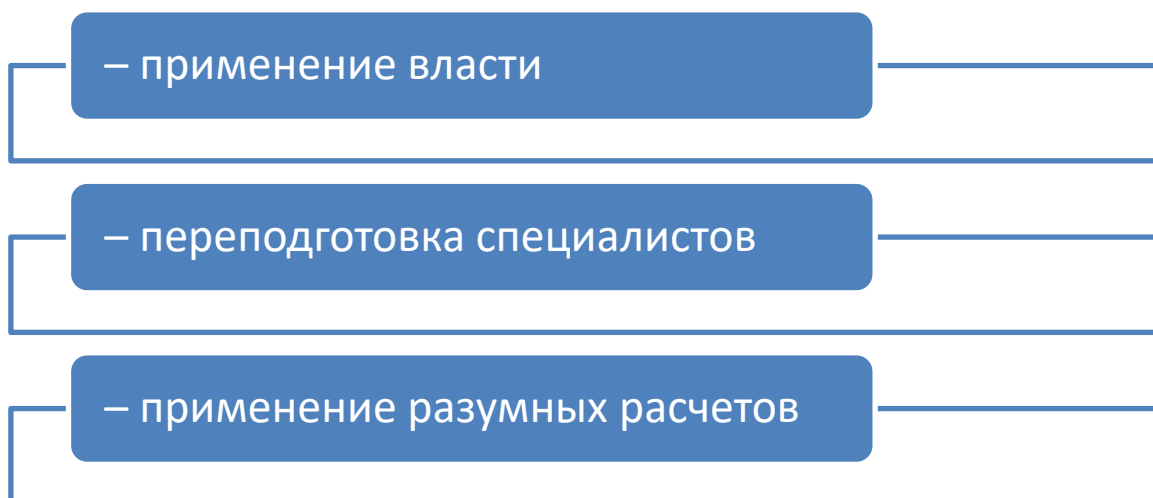 – применение власти
– переподготовка специалистов
– применение разумных расчетов